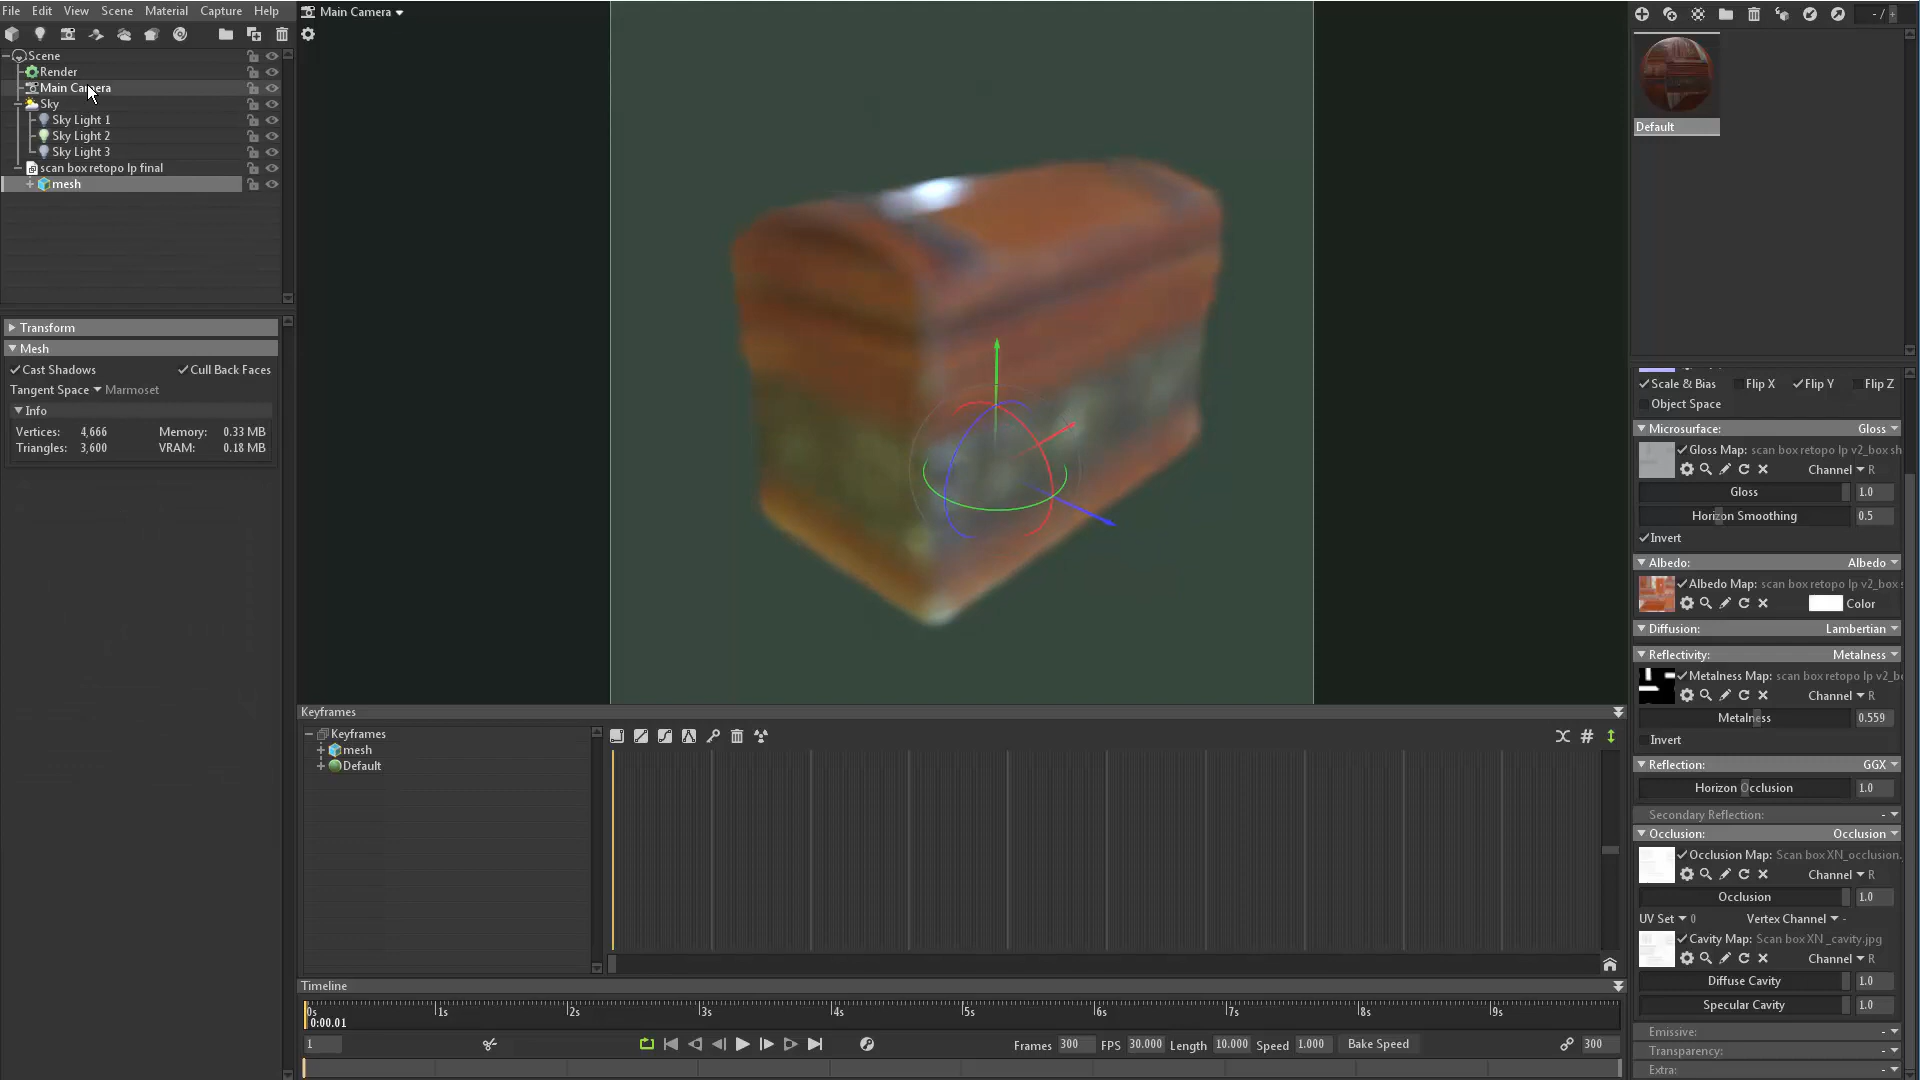 File Edit View Scene Material Capture Help
Main Camera
- / +
Scene
Render
Main Camera
Sky
Sky Light 1
Sky Light 2
Sky Light 3
scan box retopo lp final
mesh
Default
Transform
Mesh
Cast Shadows Cull Back Faces
Tangent Space Marmoset
Info
Vertices: 4,666 Memory: 0.33 MB
Triangles: 3,600 VRAM: 0.18 MB
Scale & Bias Flip X Flip Y Flip Z
Object Space
Microsurface: Gloss
Gloss Map: scan box retopo lp v2_box sh
Channel R
Gloss 1.0
Horizon Smoothing 0.5
Invert
Albedo: Albedo
Albedo Map: scan box retopo lp v2_box s
Color
Diffusion: Lambertian
Reflectivity: Metalness
Metalness Map: scan box retopo lp v2_bo
Channel R
Metalness 0.559
Invert
Reflection: GGX
Horizon Occlusion 1.0
Secondary Reflection: -
Occlusion: Occlusion
Occlusion Map: Scan box XN_occlusion.
Channel R
Occlusion 1.0
UV Set 0 Vertex Channel -
Cavity Map: Scan box XN _cavity.jpg
Channel R
Diffuse Cavity 1.0
Specular Cavity 1.0
Emissive: -
Transparency: -
Extra: -
Keyframes
Keyframes
mesh
Default
Timeline
0s 1s 2s 3s 4s 5s 6s 7s 8s 9s
0:00.01
1
Frames 300 FPS 30.000 Length 10.000 Speed 1.000 Bake Speed 300